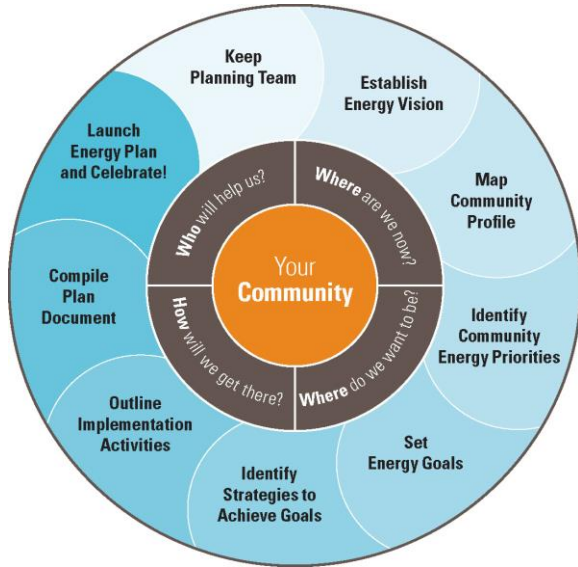 Keep
Planning Team
Establish
Energy Vision
Map
Community
Profile
Identify
Community
Energy Priorities
Set
Energy Goals
Identify
Strategies to
Achieve Goals
Outline
Implementation
Activities
Compile
Plan
Document
Launch
Energy Plan
and Celebrate!
Who will help us?
Where are we now?
Where do we want to be?
How will we get there?
Your
Community